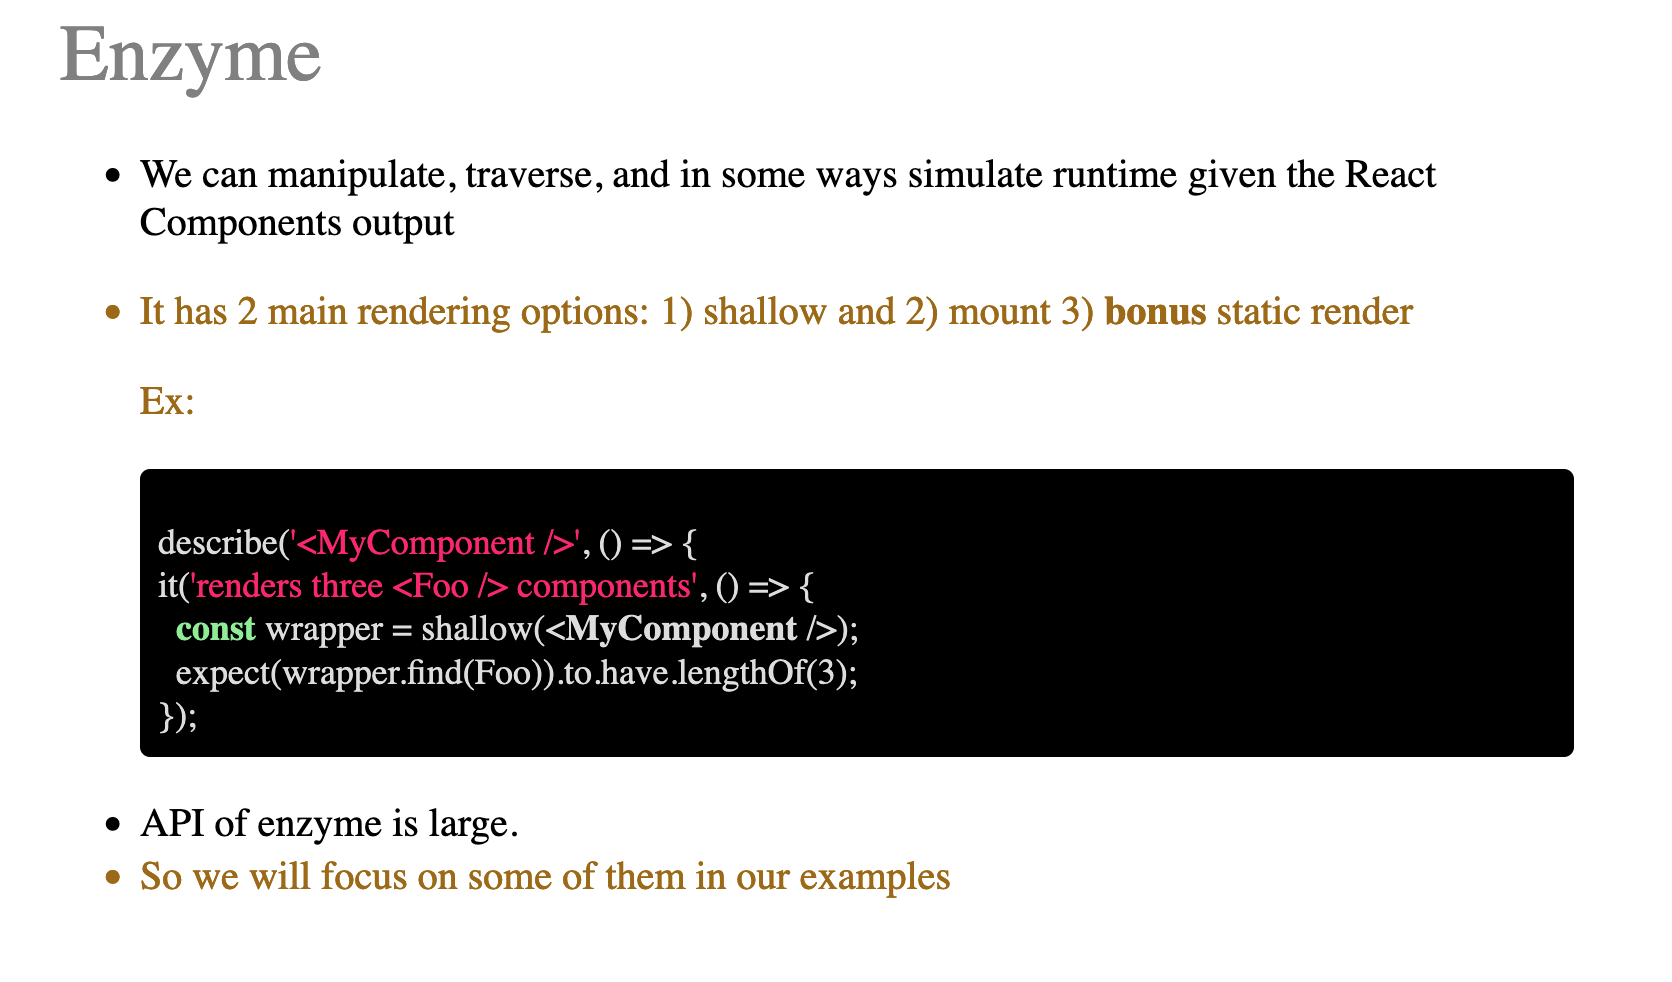 Enzyme
We can manipulate, traverse, and in some ways simulate runtime given the React
Components output
It has 2 main rendering options: 1) shallow and 2) mount 3) bonus static render
Ex:
describe('<MyComponent />', () => {
it('renders three <Foo /> components', () => {
const wrapper = shallow(<MyComponent />);
expect(wrapper.find(Foo)).to.have.lengthOf(3);
});
API of enzyme is large.
So we will focus on some of them in our examples